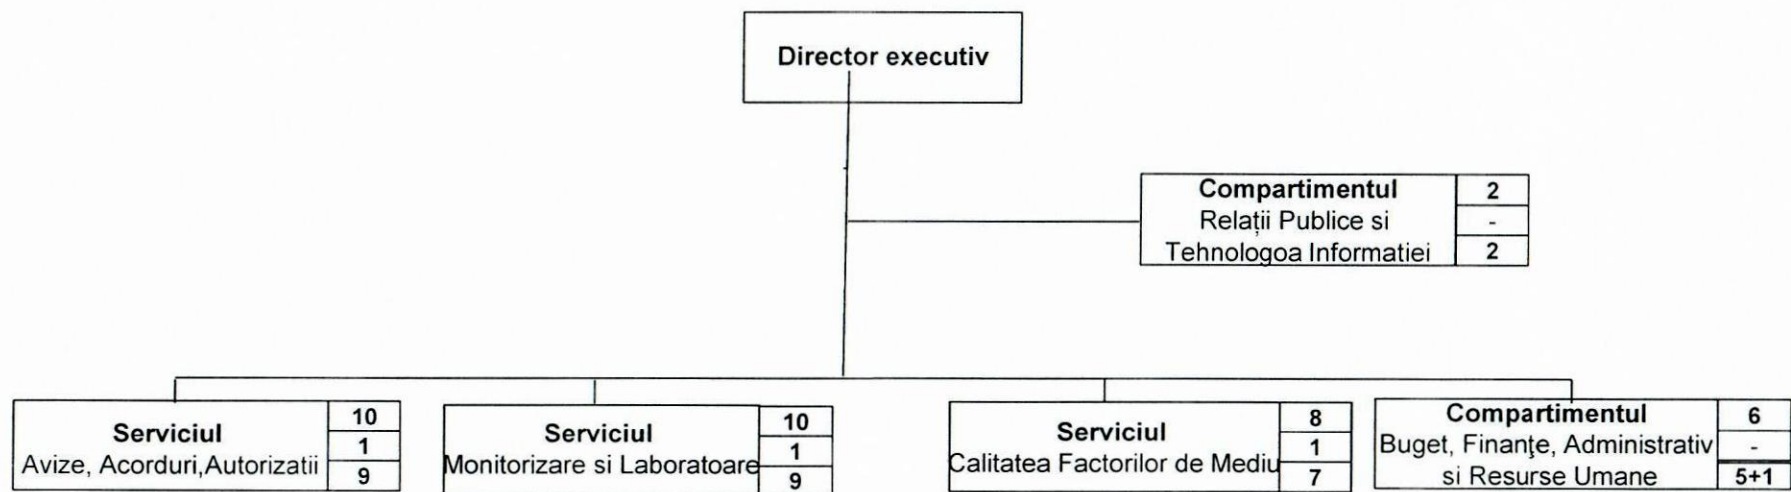 Director executiv
Compartimentul
Relații Publice si
Tehnologoa Informatiei
2
-
2
Serviciul
Avize, Acorduri,Autorizatii
10
1
9
Serviciul
Monitorizare si Laboratoare
10
1
9
Serviciul
Calitatea Factorilor de Mediu
8
1
7
Compartimentul
Buget, Finanţe, Administrativ
si Resurse Umane
6
-
5+1